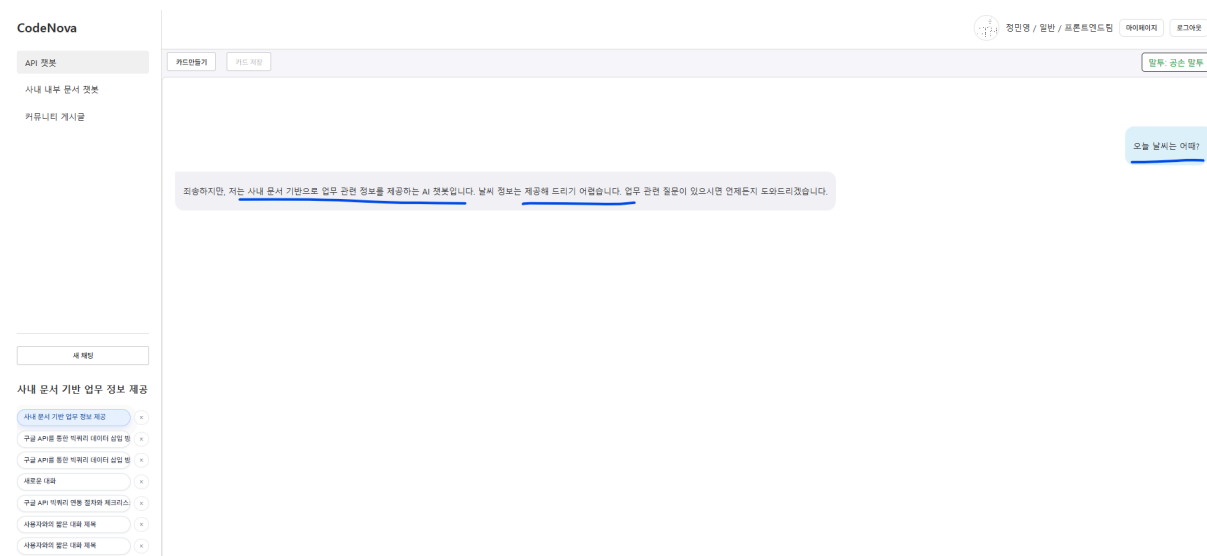 CodeNova
정민영 / 일반 / 프론트엔드팀
마이페이지
로그아웃
API 챗봇
사내 내부 문서 챗봇
커뮤니티 게시글
카드만들기
카드 저장
말투: 공손 말투
오늘 날씨는 어때?
죄송하지만, 저는 사내 문서 기반으로 업무 관련 정보를 제공하는 AI 챗봇입니다. 날씨 정보는 제공해 드리기 어렵습니다. 업무 관련 질문이 있으시면 언제든지 도와드리겠습니다.
새 채팅
사내 문서 기반 업무 정보 제공
사내 문서 기반 업무 정보 제공 ×
구글 API를 통한 빅쿼리 데이터 삽입 방 ×
구글 API를 통한 빅쿼리 데이터 삽입 방 ×
새로운 대화 ×
구글 API 빅쿼리 연동 절차와 체크리스 ×
사용자와의 짧은 대화 제목 ×
사용자와의 짧은 대화 제목 ×